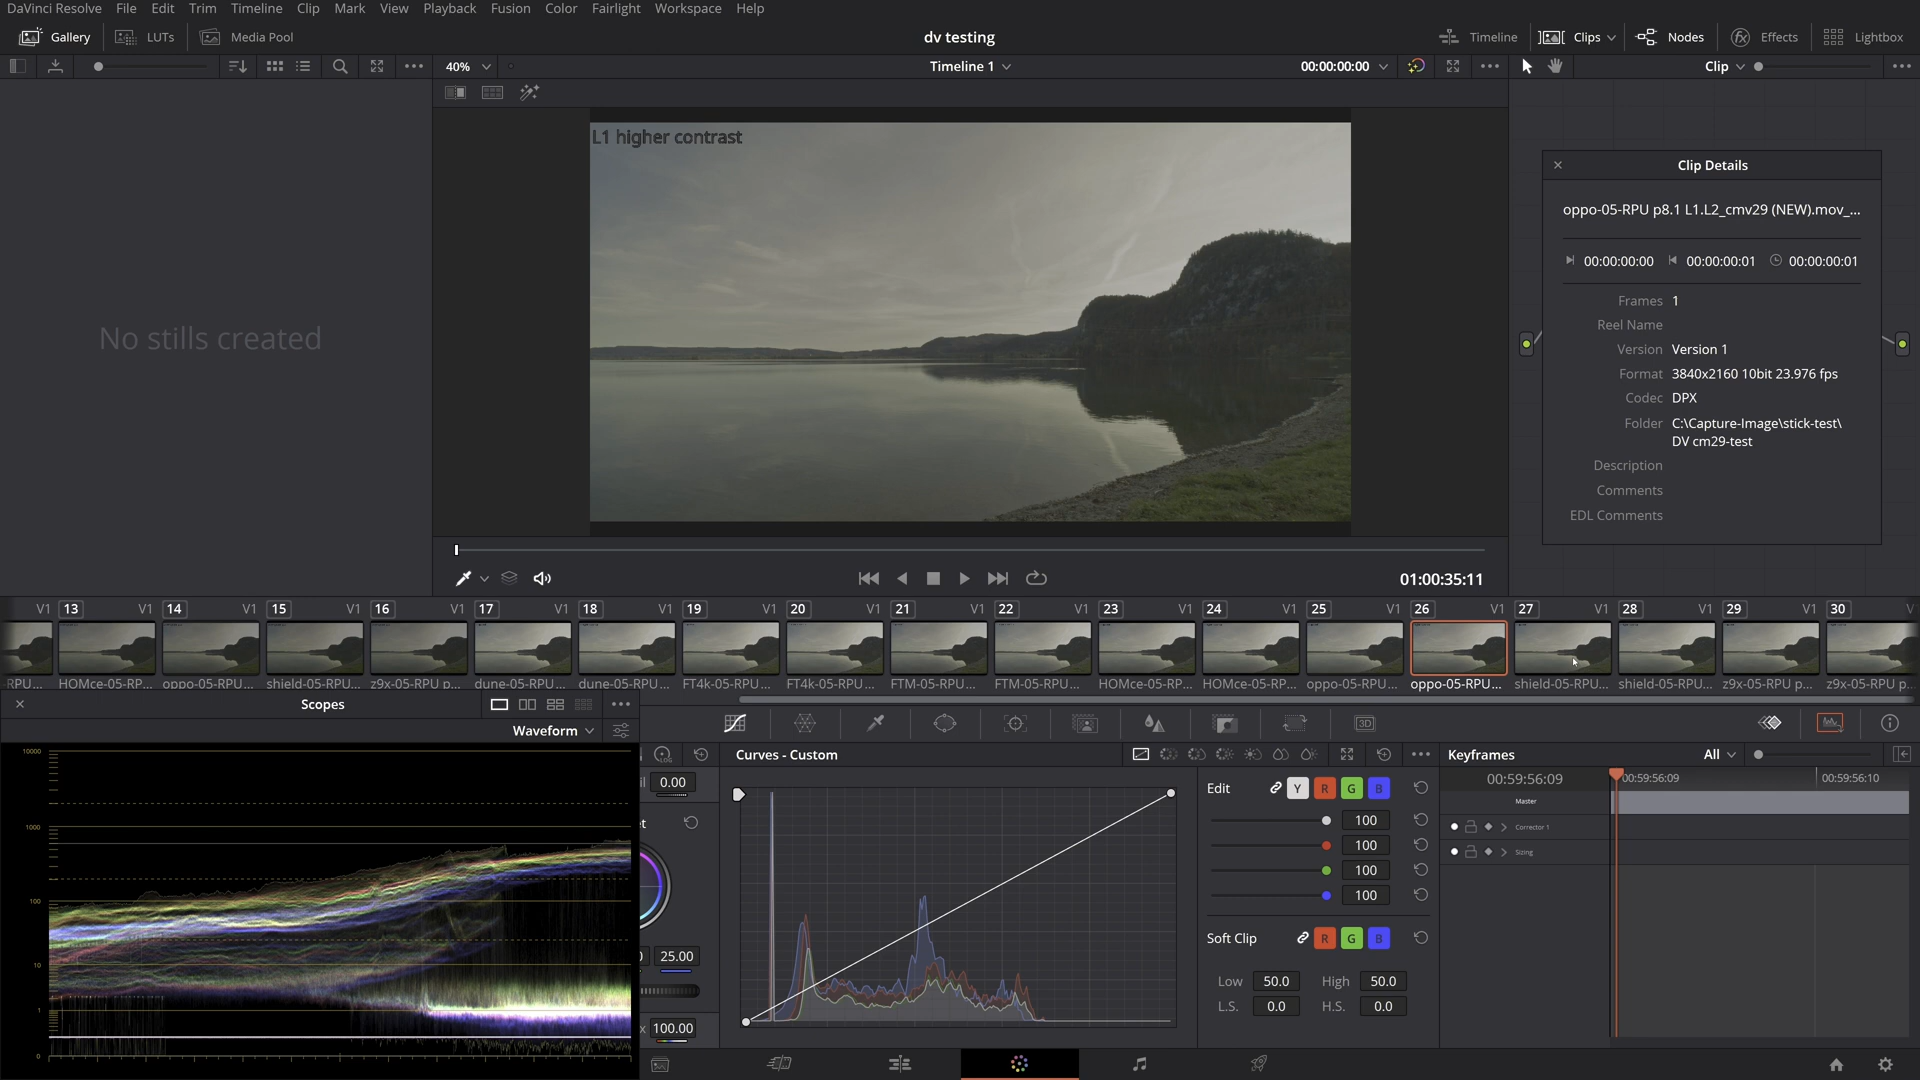 DaVinci Resolve File Edit Trim Timeline Clip Mark View Playback Fusion Color Fairlight Workspace Help
Gallery LUTs Media Pool dv testing Timeline Clips Nodes Effects Lightbox
40% Timeline 1 00:00:00:00 Clip
L1 higher contrast
No stills created
Clip Details
oppo-05-RPU p8.1 L1.L2_cmv29 (NEW).mov_...
00:00:00:00 00:00:00:01 00:00:00:01
Frames 1
Reel Name
Version Version 1
Format 3840x2160 10bit 23.976 fps
Codec DPX
Folder C:\Capture-Image\stick-test\
DV cm29-test
Description
Comments
EDL Comments
01:00:35:11
V1 13 V1 14 V1 15 V1 16 V1 17 V1 18 V1 19 V1 20 V1 21 V1 22 V1 23 V1 24 V1 25 V1 26 V1 27 V1 28 V1 29 V1 30 V
RPU... HOMce-05-RP... oppo-05-RPU... shield-05-RPU... z9x-05-RPU p... dune-05-RPU... dune-05-RPU... FT4k-05-RPU... FT4k-05-RPU... FTM-05-RPU... FTM-05-RPU... HOMce-05-RP... HOMce-05-RP... oppo-05-RPU... oppo-05-RPU... shield-05-RPU... shield-05-RPU... z9x-05-RPU p... z9x-05-RPU p...
Scopes
Waveform
10000
1000
100
10
1
0
LOG
il 0.00
et
25.00
x 100.00
3D
Curves - Custom
Edit Y R G B
100
100
100
100
Soft Clip R G B
Low 50.0 High 50.0
L.S. 0.0 H.S. 0.0
Keyframes All
00:59:56:09 00:59:56:09 00:59:56:10
Master
Corrector 1
Sizing